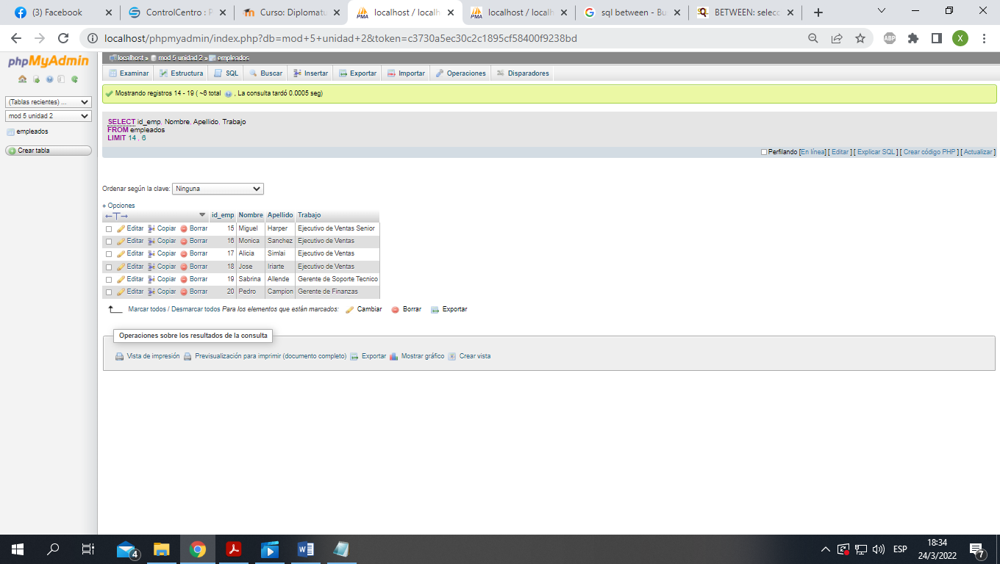 (3) Facebook
ControlCentro : P
Curso: Diplomatu
localhost / localh
localhost / localh
sql between - Bu
BETWEEN: selecc
localhost/phpmyadmin/index.php?db=mod+5+unidad+2&token=c3730a5ec30c2c1895cf58400f9238bd
ABP
X
phpMyAdmin
(Tablas recientes) ...
mod 5 unidad 2
empleados
Crear tabla
localhost » mod 5 unidad 2 » empleados
Examinar Estructura SQL Buscar Insertar Exportar Importar Operaciones Disparadores
Mostrando registros 14 - 19 ( ~6 total , La consulta tardó 0.0005 seg)
SELECT id_emp, Nombre, Apellido, Trabajo
FROM empleados
LIMIT 14 , 6
Perfilando [En línea] [ Editar ] [ Explicar SQL ] [ Crear código PHP ] [ Actualizar ]
Ordenar según la clave: Ninguna
+ Opciones
←T→ id_emp Nombre Apellido Trabajo
Editar Copiar Borrar 15 Miguel Harper Ejecutivo de Ventas Senior
Editar Copiar Borrar 16 Monica Sanchez Ejecutivo de Ventas
Editar Copiar Borrar 17 Alicia Simlai Ejecutivo de Ventas
Editar Copiar Borrar 18 Jose Iriarte Ejecutivo de Ventas
Editar Copiar Borrar 19 Sabrina Allende Gerente de Soporte Tecnico
Editar Copiar Borrar 20 Pedro Campion Gerente de Finanzas
Marcar todos / Desmarcar todos Para los elementos que están marcados: Cambiar Borrar Exportar
Operaciones sobre los resultados de la consulta
Vista de impresión Previsualización para imprimir (documento completo) Exportar Mostrar gráfico Crear vista
4
ESP
18:34
24/3/2022
7